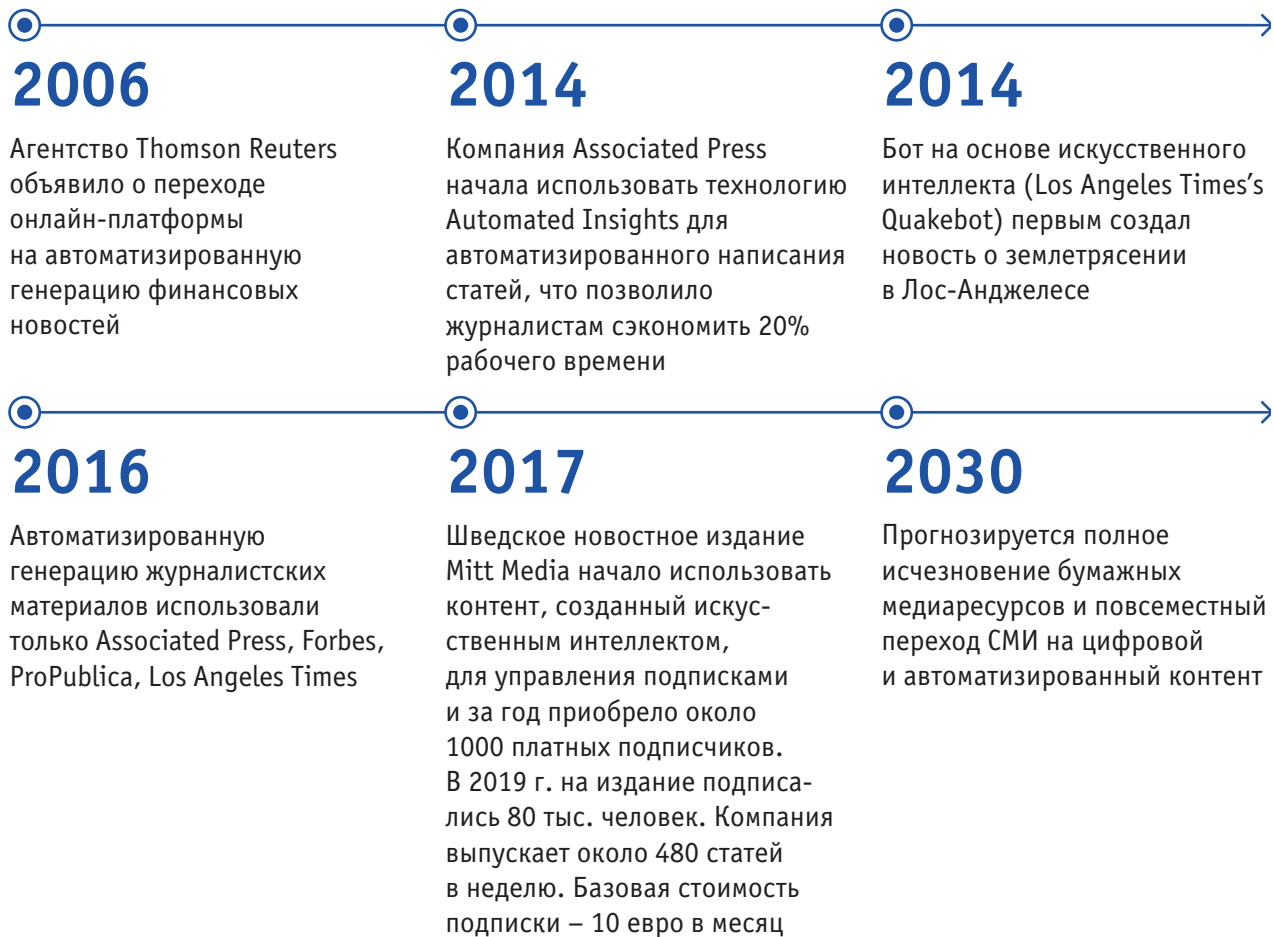 2006
Агентство Thomson Reuters
объявило о переходе
онлайн-платформы
на автоматизированную
генерацию финансовых
новостей
2014
Компания Associated Press
начала использовать технологию
Automated Insights для
автоматизированного написания
статей, что позволило
журналистам сэкономить 20%
рабочего времени
2014
Бот на основе искусственного
интеллекта (Los Angeles Times’s
Quakebot) первым создал
новость о землетрясении
в Лос-Анджелесе
2016
Автоматизированную
генерацию журналистских
материалов использовали
только Associated Press, Forbes,
ProPublica, Los Angeles Times
2017
Шведское новостное издание
Mitt Media начало использовать
контент, созданный искус-
ственным интеллектом,
для управления подписками
и за год приобрело около
1000 платных подписчиков.
В 2019 г. на издание подписа-
лись 80 тыс. человек. Компания
выпускает около 480 статей
в неделю. Базовая стоимость
подписки – 10 евро в месяц
2030
Прогнозируется полное
исчезновение бумажных
медиаресурсов и повсеместный
переход СМИ на цифровой
и автоматизированный контент